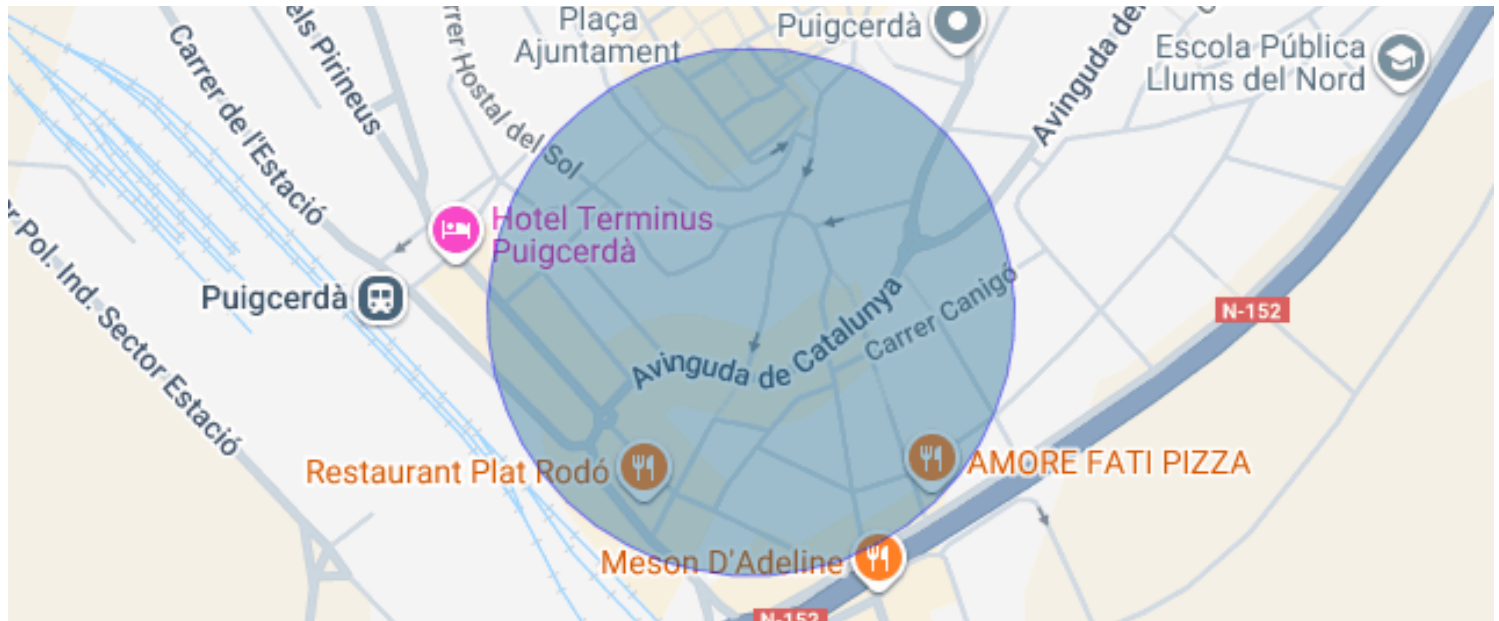 Plaça
Ajuntament
Puigcerdà
Escola Pública
Llums del Nord
Carrer de l'Estació
els Pirineus
Hostal del Sol
Avinguda
Hotel Terminus
Puigcerdà
Puigcerdà
Pol. Ind. Sector Estació
N-152
Avinguda de Catalunya
Carrer Canigó
Restaurant Plat Rodó
AMORE FATI PIZZA
Meson D'Adeline
N-152